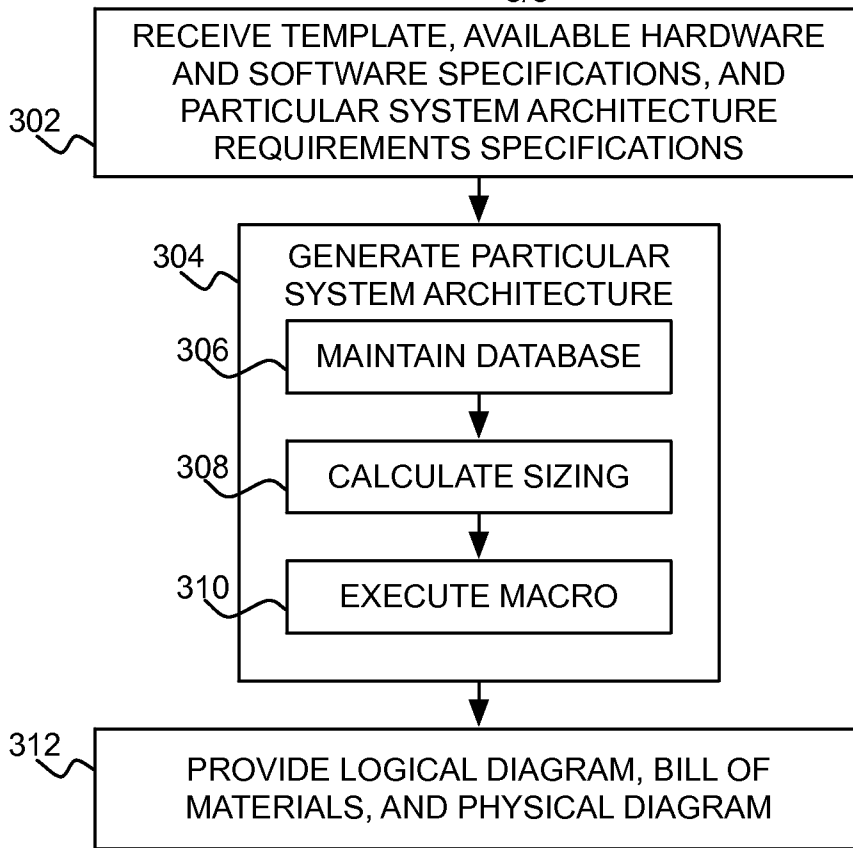 RECEIVE TEMPLATE, AVAILABLE HARDWARE
AND SOFTWARE SPECIFICATIONS, AND
PARTICULAR SYSTEM ARCHITECTURE
REQUIREMENTS SPECIFICATIONS
302
304
GENERATE PARTICULAR
SYSTEM ARCHITECTURE
306
MAINTAIN DATABASE
308
CALCULATE SIZING
310
EXECUTE MACRO
312
PROVIDE LOGICAL DIAGRAM, BILL OF
MATERIALS, AND PHYSICAL DIAGRAM